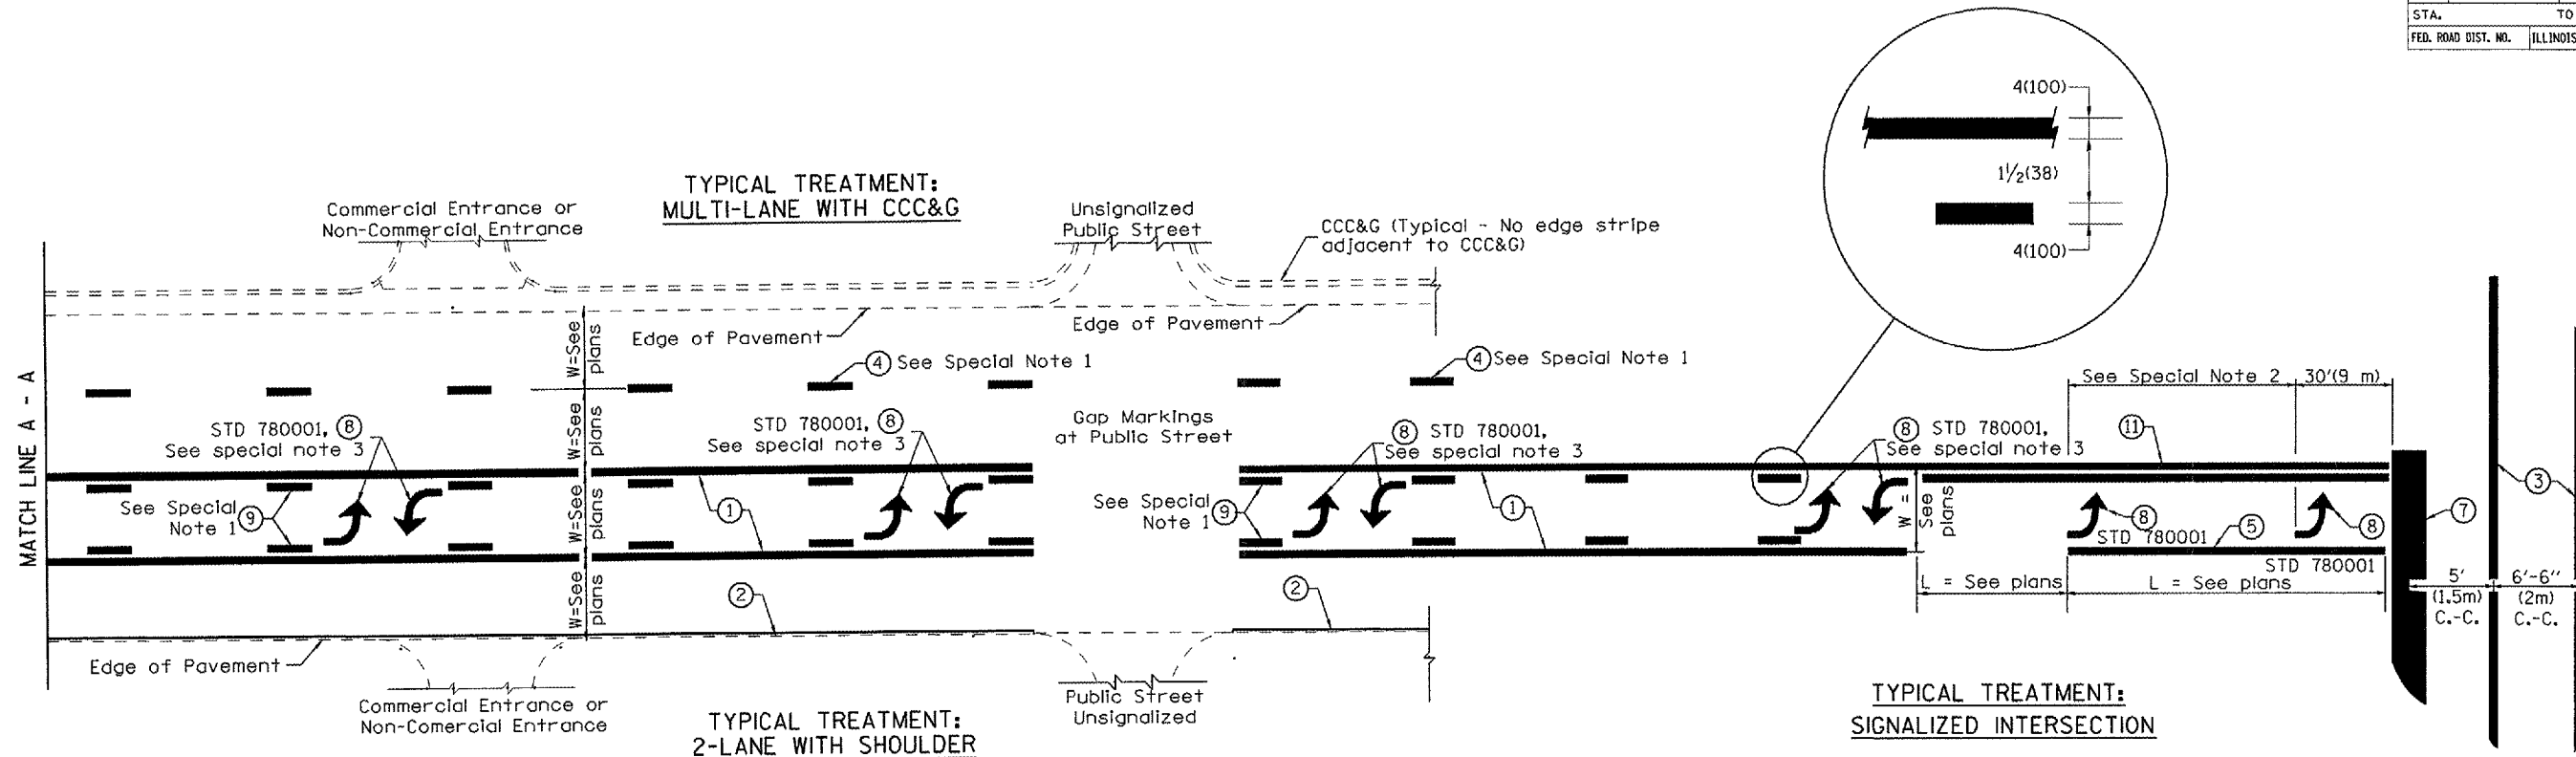 STA. TO
FED. ROAD DIST. NO. ILLINOIS
4(100)
1½(38)
4(100)
TYPICAL TREATMENT:
MULTI-LANE WITH CCC&G
Commercial Entrance or
Non-Commercial Entrance
Unsignalized
Public Street
CCC&G (Typical - No edge stripe
adjacent to CCC&G)
Edge of Pavement
Edge of Pavement
W=See
plans
4 See Special Note 1
4 See Special Note 1
MATCH LINE A - A
STD 780001, 8
See special note 3
W=See
plans
STD 780001, 8
See special note 3
Gap Markings
at Public Street
8 STD 780001,
See special note 3
8 STD 780001,
See special note 3
See Special Note 2
30'(9 m)
11
See Special
Note 1 9
W=See
plans
1
See Special
Note 1 9
1
W =
See
plans
8
STD 780001
5
8
STD 780001
7
3
L = See plans
L = See plans
5'
(1.5m)
C.-C.
6'-6"
(2m)
C.-C.
W=See
plans
2
2
Edge of Pavement
Commercial Entrance or
Non-Comercial Entrance
Public Street
Unsignalized
TYPICAL TREATMENT:
2-LANE WITH SHOULDER
TYPICAL TREATMENT:
SIGNALIZED INTERSECTION